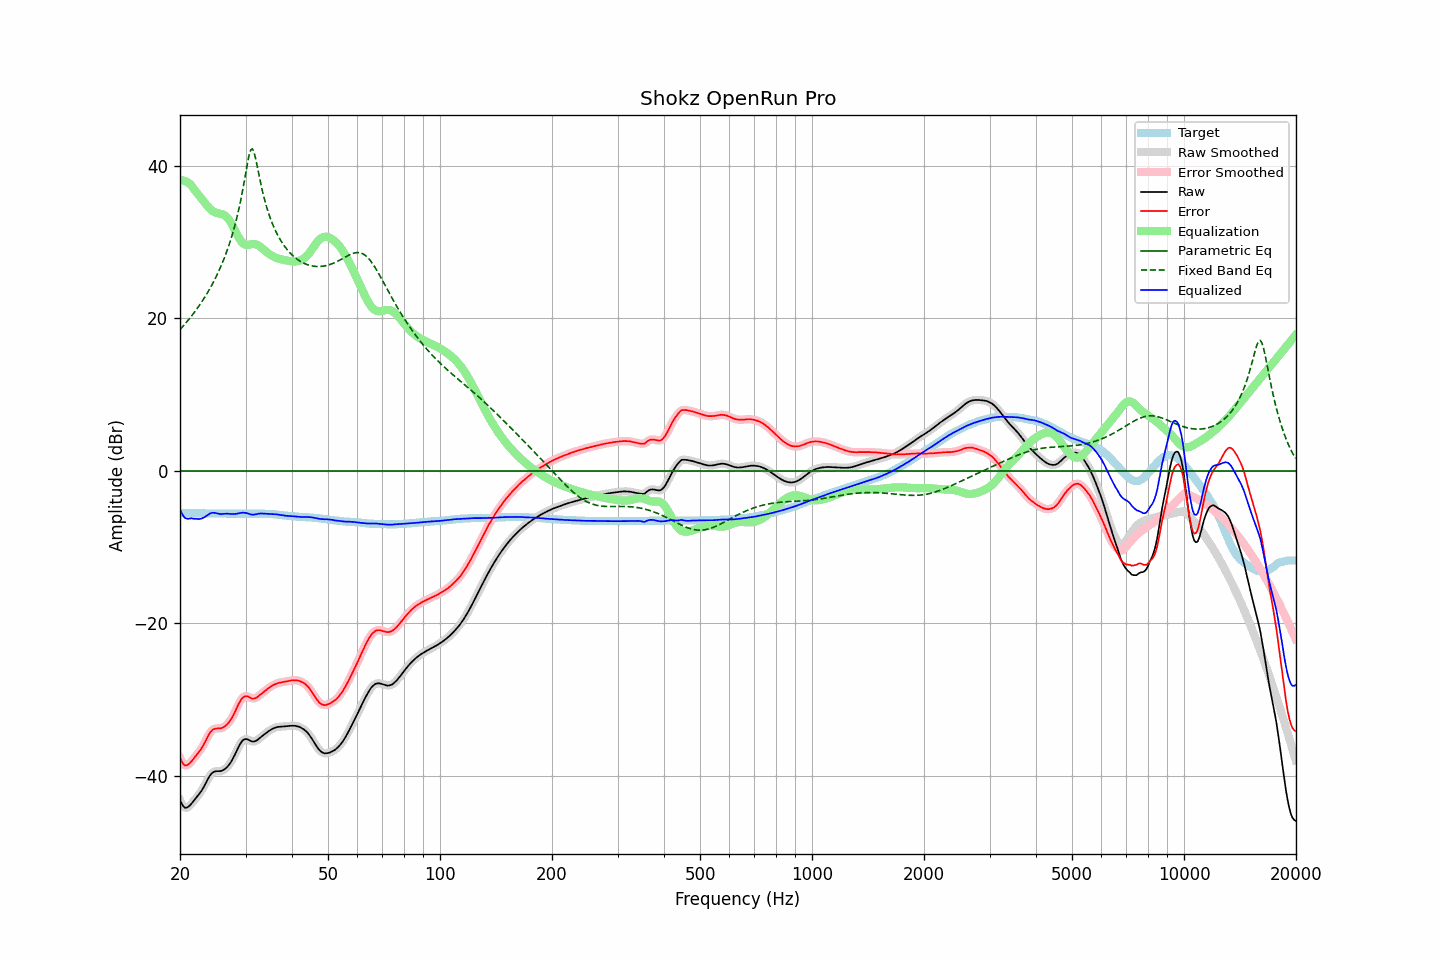 Shokz OpenRun Pro
Target
Raw Smoothed
Error Smoothed
Raw
Error
Equalization
Parametric Eq
Fixed Band Eq
Equalized
Amplitude (dBr)
40
20
0
−20
−40
20
50
100
200
500
1000
2000
5000
10000
20000
Frequency (Hz)